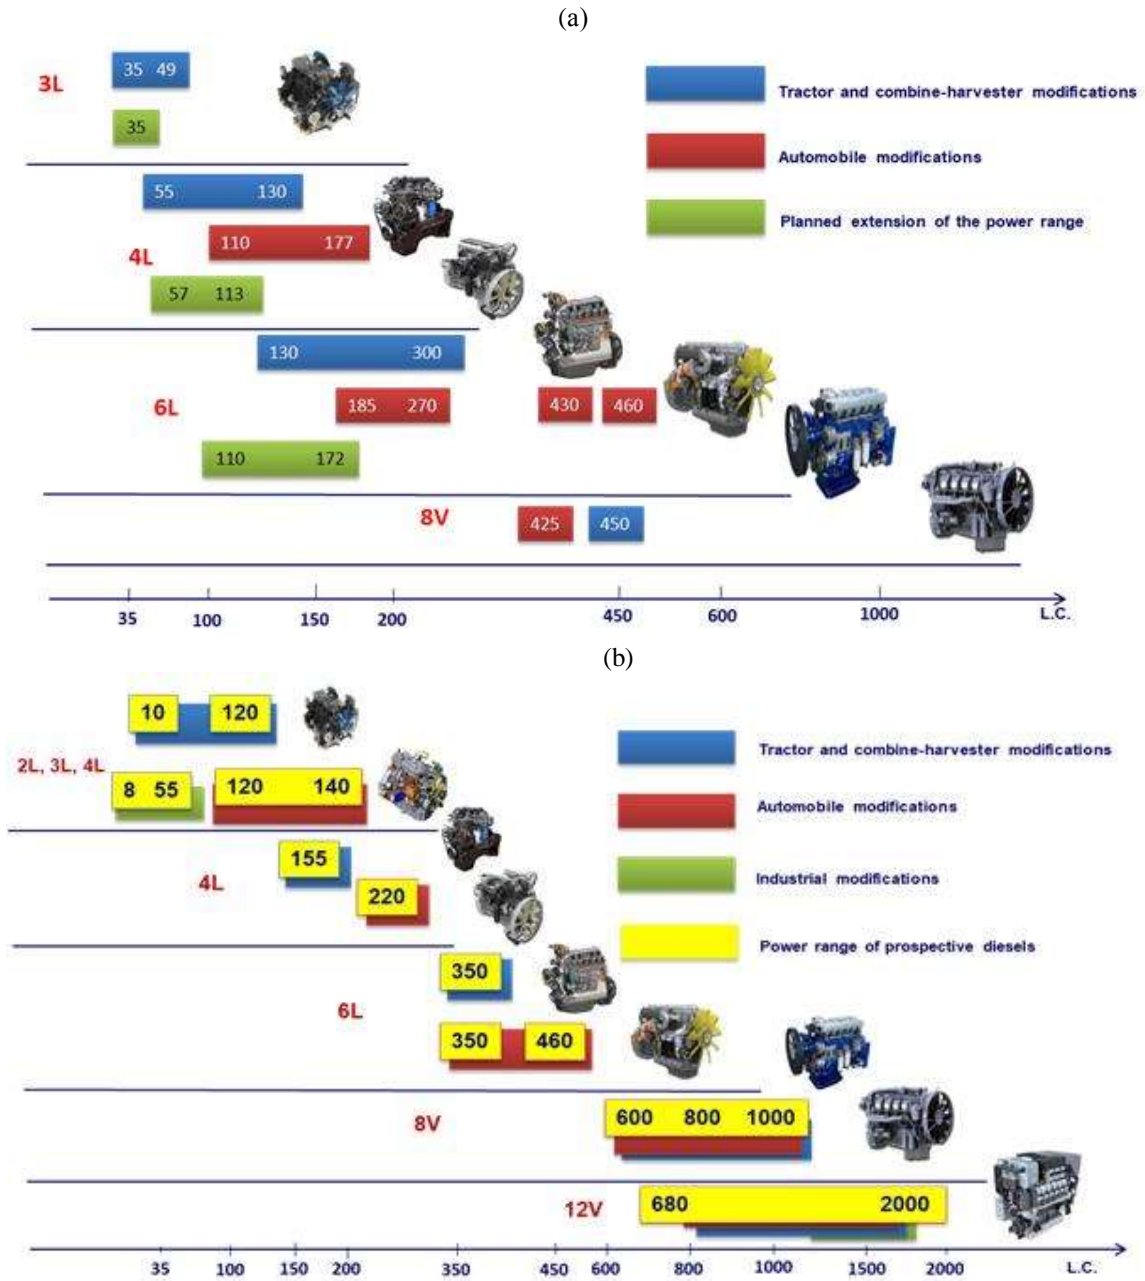 (a)
35 49
3L
Tractor and combine-harvester modifications
35
Automobile modifications
55 130
Planned extension of the power range
110 177
4L
57 113
130 300
6L
185 270
430
460
110 172
8V
425
450
35 100 150 200 450 600 1000 L.C.
(b)
10 120
Tractor and combine-harvester modifications
2L, 3L, 4L
8 55
120 140
Automobile modifications
155
4L
Industrial modifications
220
Power range of prospective diesels
350
6L
350 460
8V
600 800 1000
12V
680 2000
35 100 150 200 350 450 600 800 1000 1500 2000 L.C.